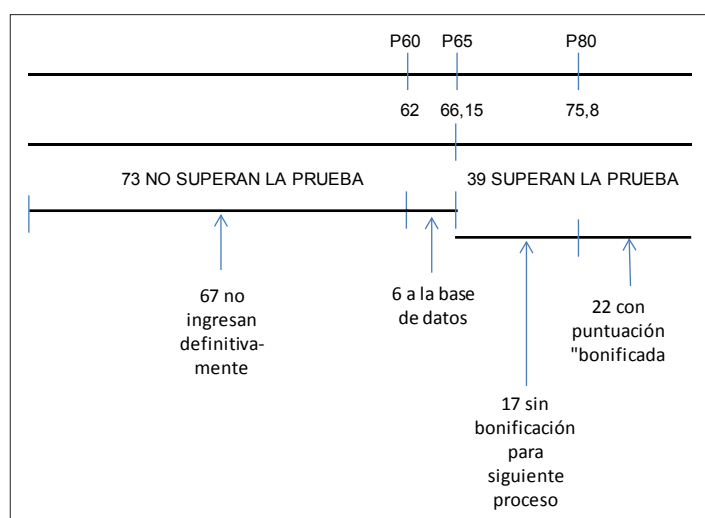 P60 P65 P80
62 66,15 75,8
73 NO SUPERAN LA PRUEBA 39 SUPERAN LA PRUEBA
67 no
ingresan
definitiva-
mente
6 a la base
de datos
22 con
puntuación
"bonificada
17 sin
bonificación
para
siguiente
proceso